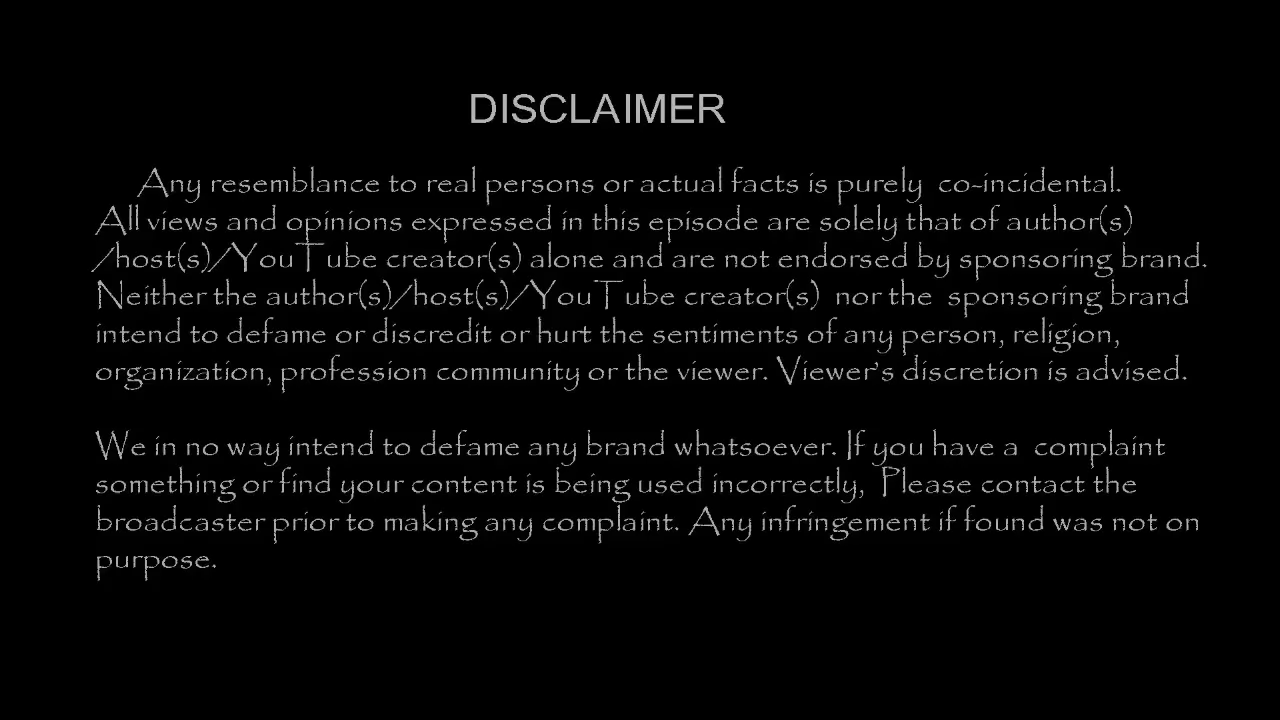 DISCLAIMER
Any resemblance to real persons or actual facts is purely co-incidental.
All views and opinions expressed in this episode are solely that of author(s)
/host(s)/YouTube creator(s) alone and are not endorsed by sponsoring brand.
Neither the author(s)/host(s)/YouTube creator(s) nor the sponsoring brand
intend to defame or discredit or hurt the sentiments of any person, religion,
organization, profession community or the viewer. Viewer's discretion is advised.
We in no way intend to defame any brand whatsoever. If you have a complaint
something or find your content is being used incorrectly, Please contact the
broadcaster prior to making any complaint. Any infringement if found was not on
purpose.